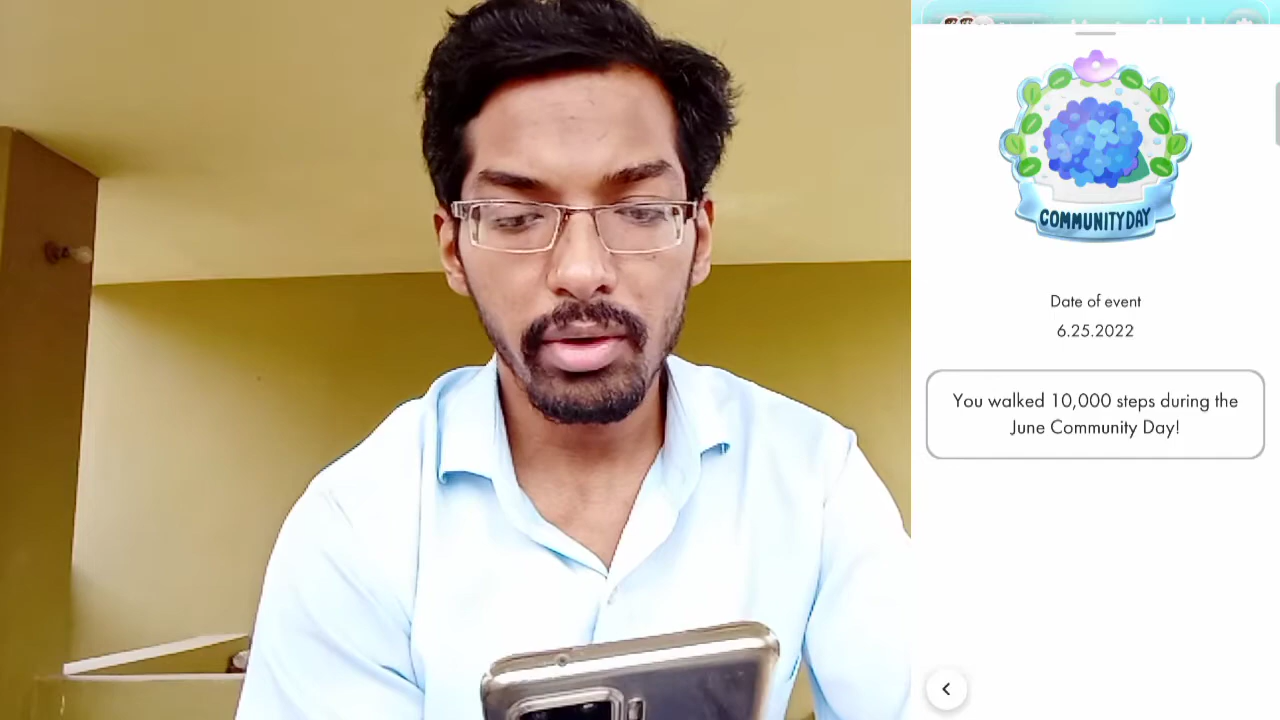 COMMUNITY DAY
Date of event
6.25.2022
You walked 10,000 steps during the
June Community Day!